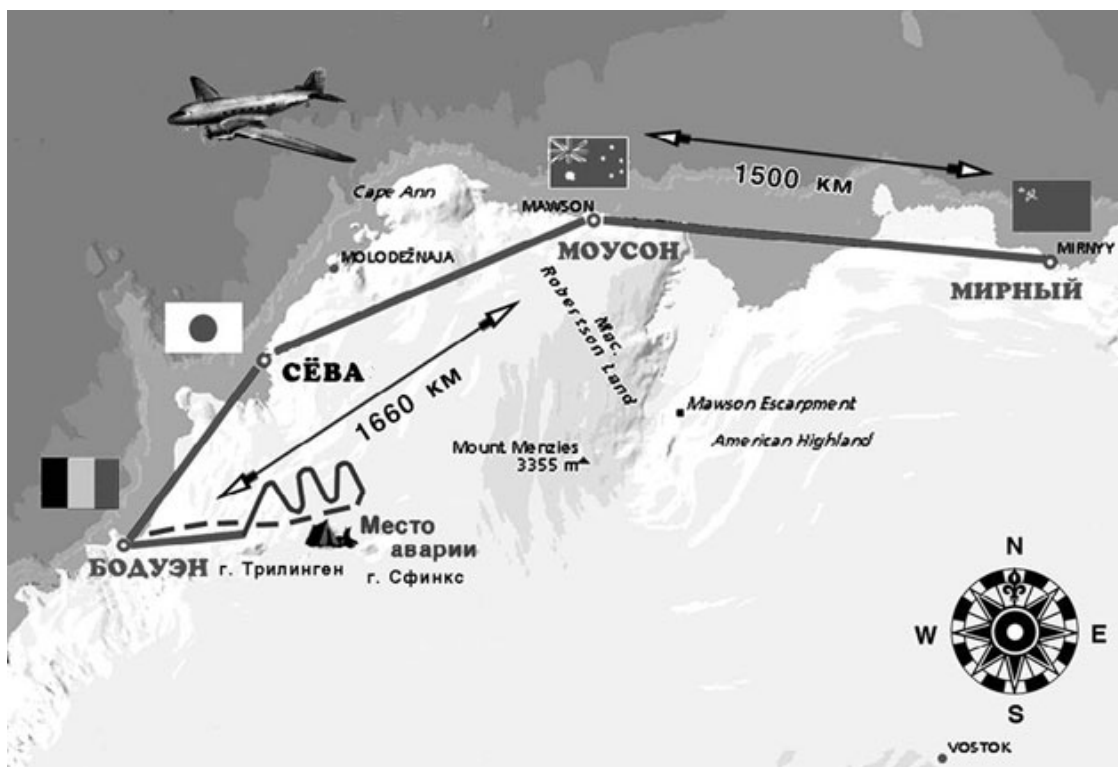 1500 км
Cape Ann
MAWSON
МОУСОН
MOLODEŽNAJA
MIRNYY
МИРНЫЙ
Mac. Robertson Land
СЁВА
1660 км
Mawson Escarpment
American Highland
Mount Menzies
3355 m
Место
аварии
БОДУЭН
г. Трилинген
г. Сфинкс
N
W
E
S
VOSTOK